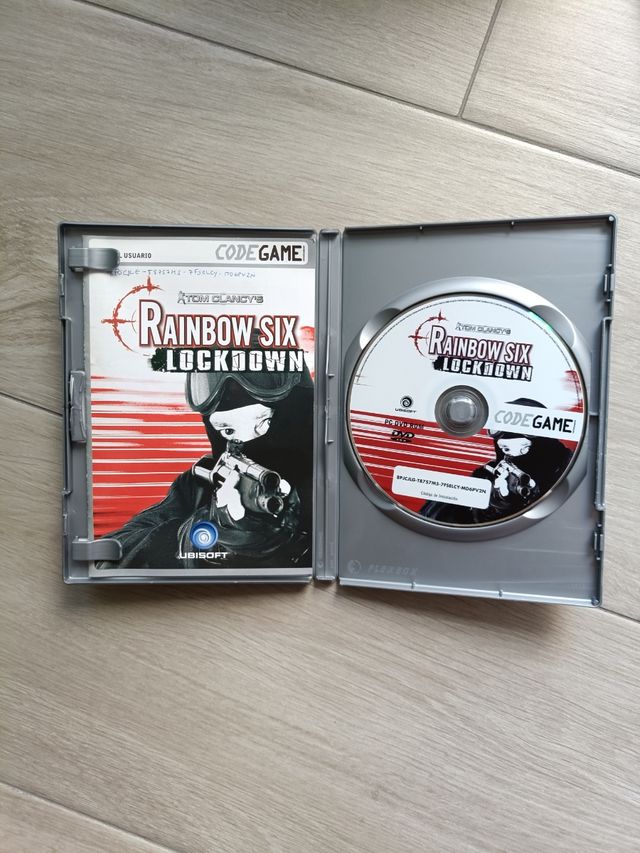 L USUARIO
CODEGAME
TOM CLANCY'S
RAINBOW SIX
LOCKDOWN
UBISOFT
TOM CLANCY'S
RAINBOW SIX
LOCKDOWN
UBISOFT
CODEGAME
PC DVD ROM
DVD
Código de Instalación
FLEXBOX